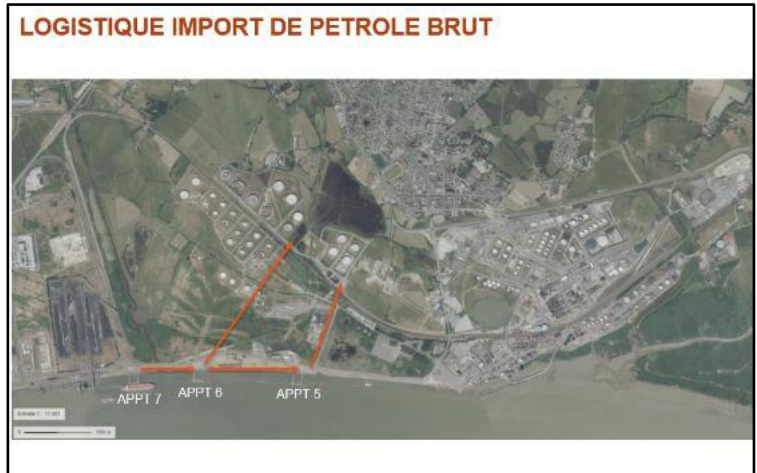 LOGISTIQUE IMPORT DE PETROLE BRUT
APPT 7
APPT 6
APPT 5